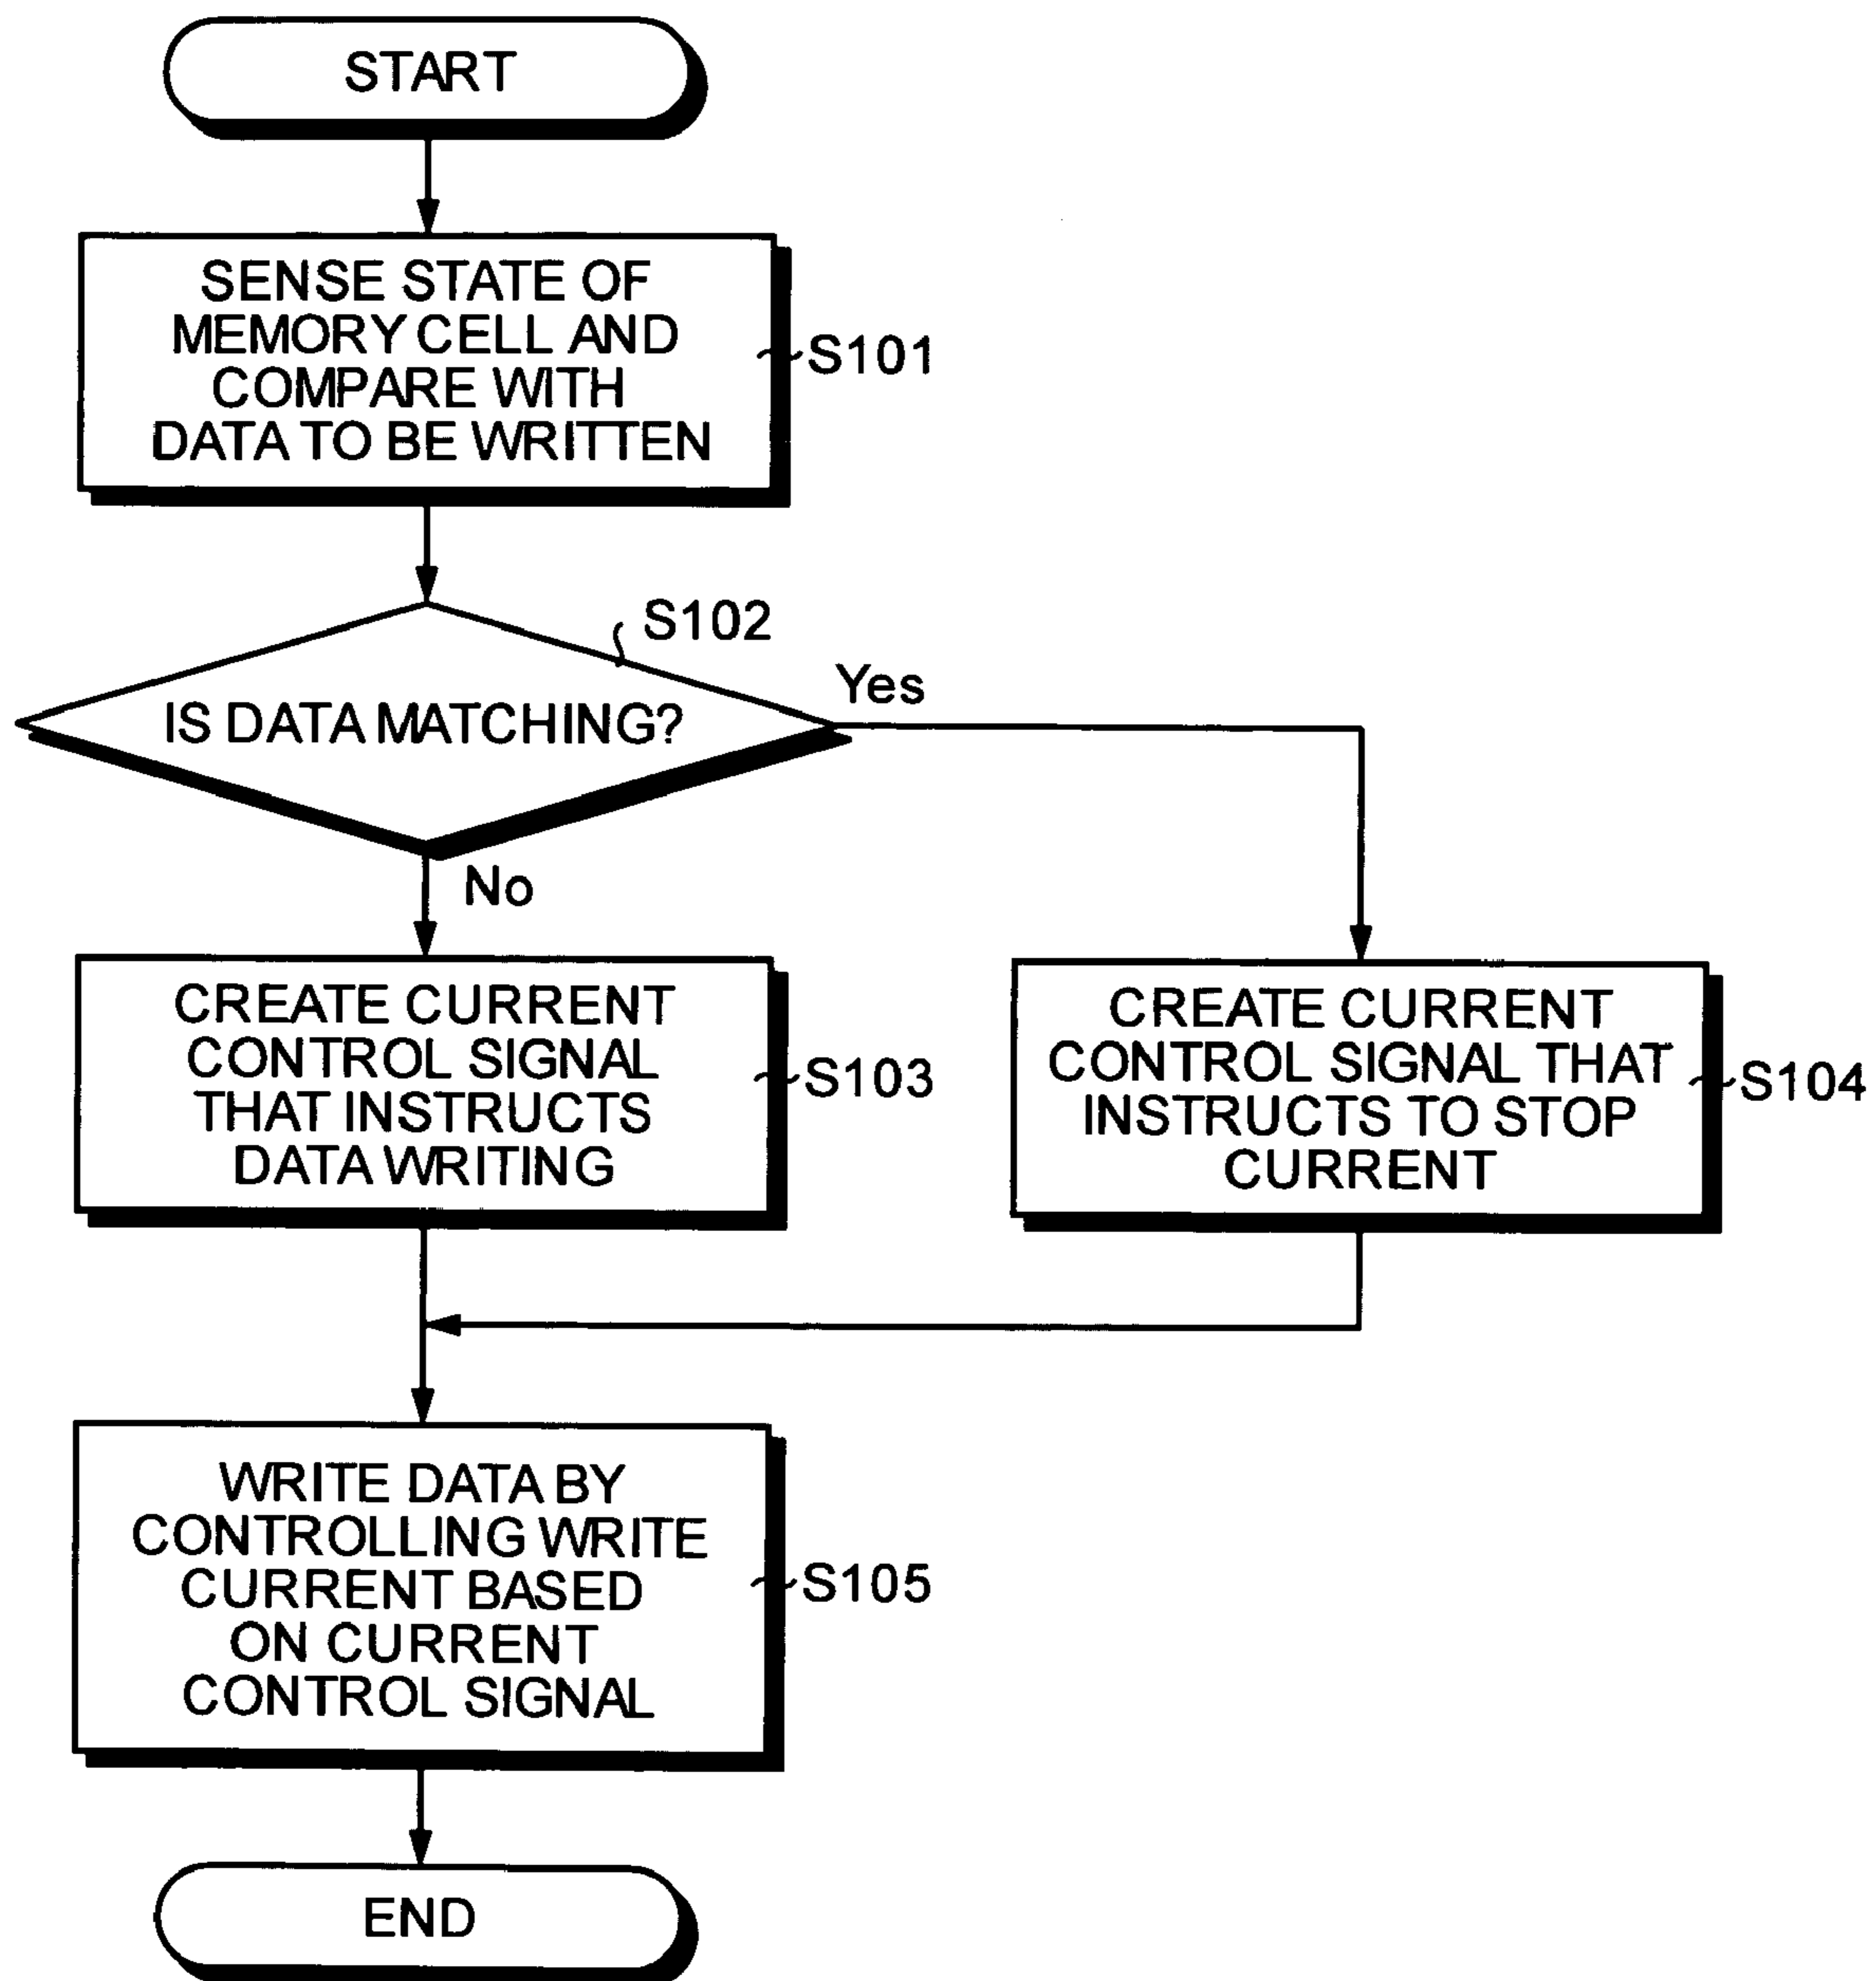 START
SENSE STATE OF
MEMORY CELL AND
COMPARE WITH
DATA TO BE WRITTEN
S101
S102
IS DATA MATCHING?
Yes
No
CREATE CURRENT
CONTROL SIGNAL
THAT INSTRUCTS
DATA WRITING
S103
CREATE CURRENT
CONTROL SIGNAL THAT
INSTRUCTS TO STOP
CURRENT
S104
WRITE DATA BY
CONTROLLING WRITE
CURRENT BASED
ON CURRENT
CONTROL SIGNAL
S105
END